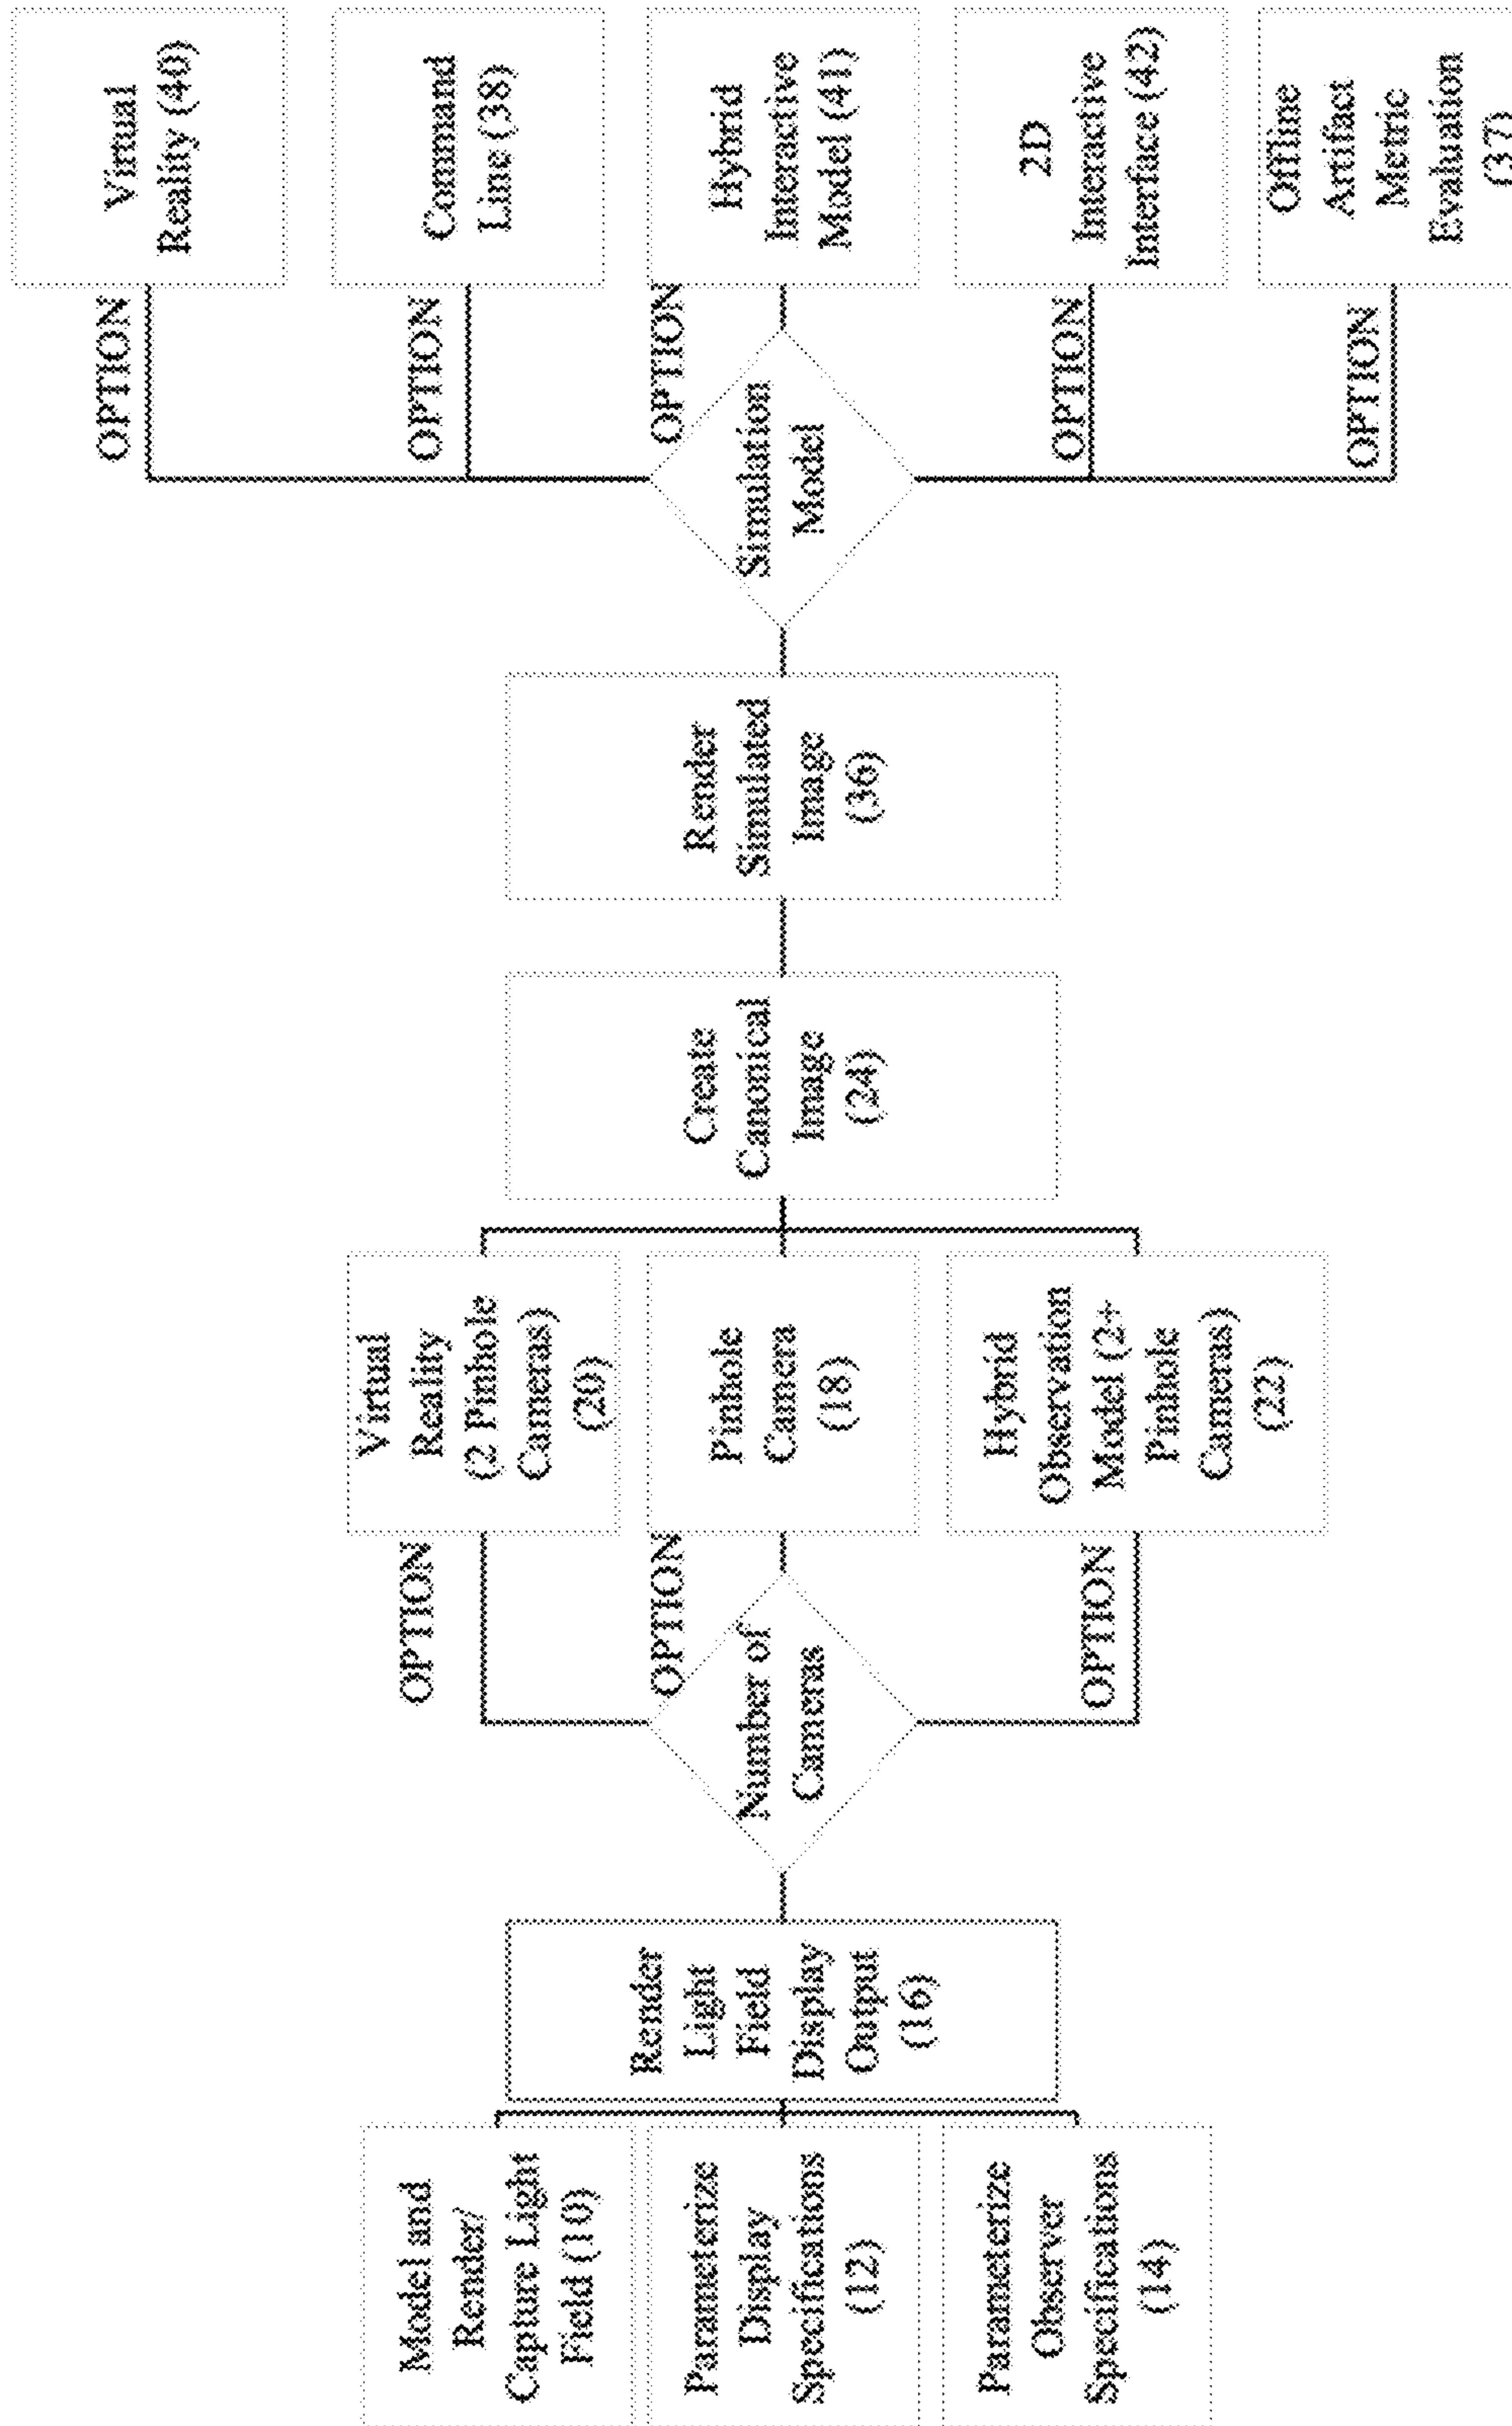 Model and
Render/
Capture Light
Field (10)
Parameterize
Display
Specifications
(12)
Parameterize
Observer
Specifications
(14)
Render
Light
Field
Display
Output
(16)
Number of
Cameras
OPTION
OPTION
OPTION
Virtual
Reality
(2 Pinhole
Cameras)
(20)
Pinhole
Camera
(18)
Hybrid
Observation
Model (2+
Pinhole
Cameras)
(22)
Create
Canonical
Image
(24)
Render
Simulated
Image
(36)
Simulation
Model
OPTION
OPTION
OPTION
OPTION
OPTION
Virtual
Reality (40)
Command
Line (38)
Hybrid
Interactive
Model (41)
2D
Interactive
Interface (42)
Offline
Artifact
Metric
Evaluation
(37)